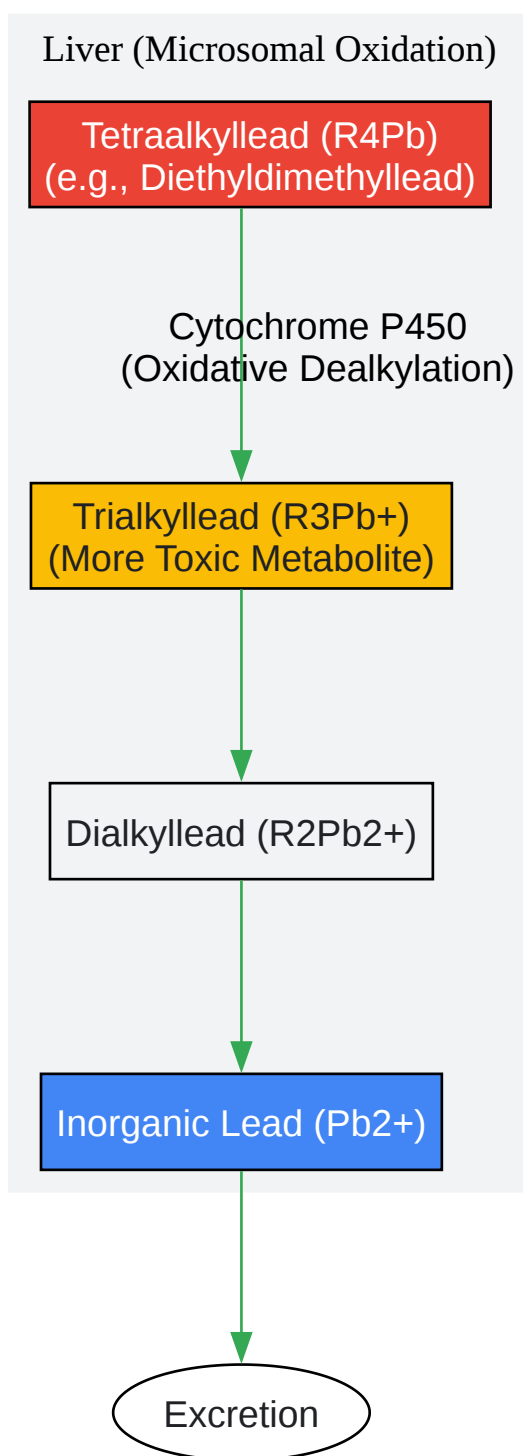 Liver (Microsomal Oxidation)
Tetraalkyllead (R4Pb)
(e.g., Diethyldimethyllead)
Cytochrome P450
(Oxidative Dealkylation)
Trialkyllead (R3Pb+)
(More Toxic Metabolite)
Dialkyllead (R2Pb2+)
Inorganic Lead (Pb2+)
Excretion